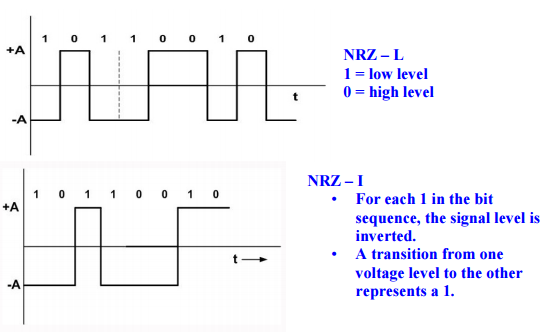 1 0 1 1 0 0 1 0
+A
-A
t
NRZ – L
1 = low level
0 = high level
1 0 1 1 0 0 1 0
+A
-A
t
NRZ – I
• For each 1 in the bit
sequence, the signal level is
inverted.
• A transition from one
voltage level to the other
represents a 1.